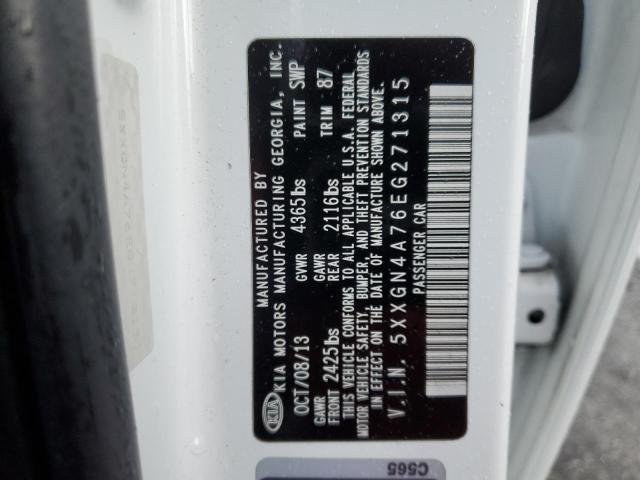 MANUFACTURED BY
KIA KIA MOTORS MANUFACTURING GEORGIA, INC.
OCT/08/13 GVWR 4365lbs PAINT SWP
GAWR FRONT 2425lbs GAWR REAR 2116lbs TRIM 87
THIS VEHICLE CONFORMS TO ALL APPLICABLE U.S.A. FEDERAL
MOTOR VEHICLE SAFETY, BUMPER, AND THEFT PREVENTION STANDARDS
IN EFFECT ON THE DATE OF MANUFACTURE SHOWN ABOVE.
V.I.N. 5XXGN4A76EG271315
PASSENGER CAR
C565